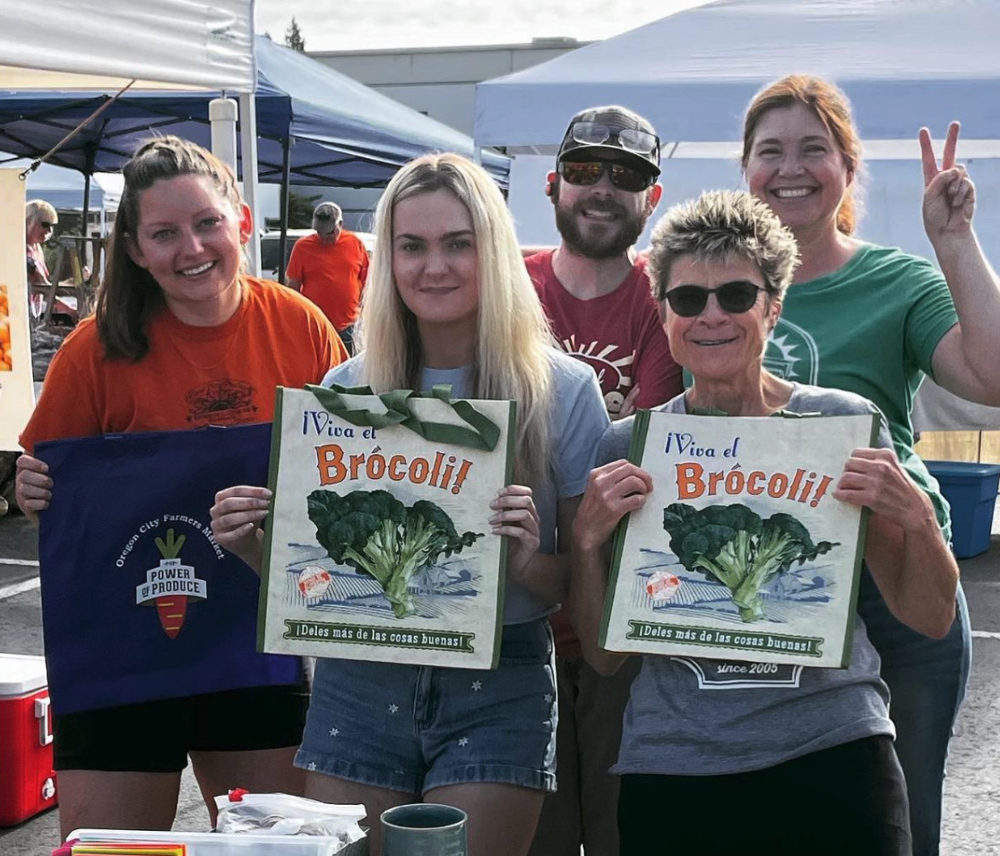 Oregon City Farmers Market
POP
POWER
OF PRODUCE
¡Viva el
Brócoli!
¡Deles más de las cosas buenas!
¡Viva el
Brócoli!
¡Deles más de las cosas buenas!
since 2005